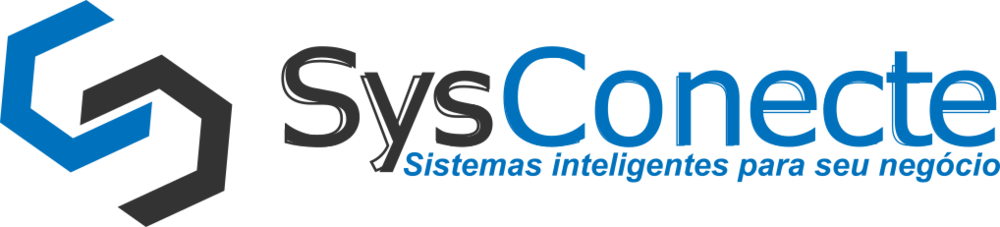 SysConecte
Sistemas inteligentes para seu negócio